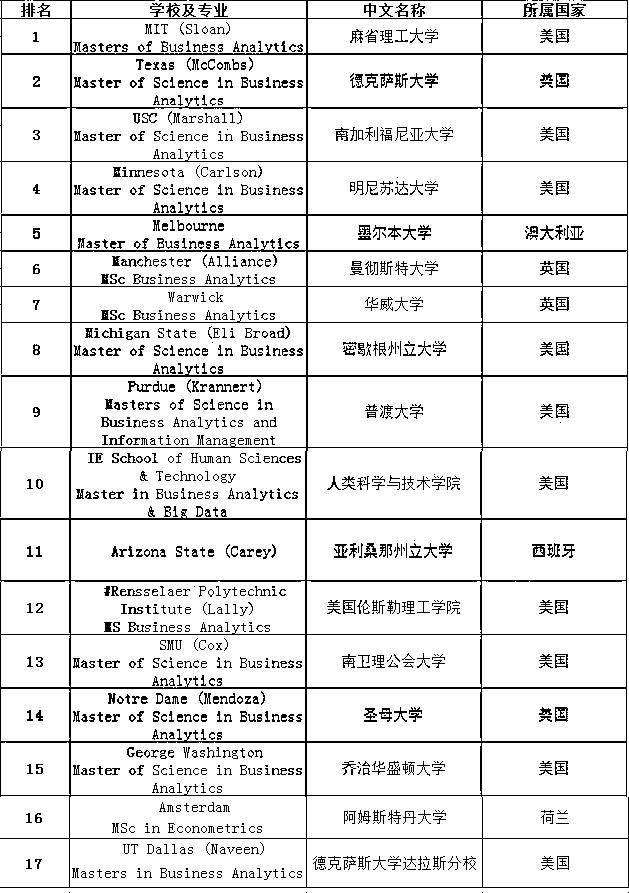 排名 学校及专业 中文名称 所属国家
1 MIT (Sloan) 麻省理工大学 美国
Masters of Business Analytics
Texas (McCombs)
2 Master of Science in Business 德克萨斯大学 美国
Analytics
USC (Marshall)
3 Master of Science in Business 南加利福尼亚大学 美国
Analytics
Minnesota (Carlson)
4 Master of Science in Business 明尼苏达大学 美国
Analytics
5 Melbourne 墨尔本大学 澳大利亚
Master of Business Analytics
6 Manchester (Alliance) 曼彻斯特大学 英国
MSc Business Analytics
7 Warwick 华威大学 英国
MSc Business Analytics
Michigan State (Eli Broad)
8 Master of Science in Business 密歇根州立大学 美国
Analytics
Purdue (Krannert)
9 Masters of Science in 普渡大学 美国
Business Analytics and
Information Management
IE School of Human Sciences
& Technology
10 Master in Business Analytics 人类科学与技术学院 美国
& Big Data
11 Arizona State (Carey) 亚利桑那州立大学 西班牙
#Rensselaer Polytechnic
12 Institute (Lally) 美国伦斯勒理工学院 美国
MS Business Analytics
SMU (Cox)
13 Master of Science in Business 南卫理公会大学 美国
Analytics
Notre Dame (Mendoza)
14 Master of Science in Business 圣母大学 美国
Analytics
George Washington
15 Master of Science in Business 乔治华盛顿大学 美国
Analytics
16 Amsterdam 阿姆斯特丹大学 荷兰
MSc in Econometrics
17 UT Dallas (Naveen) 德克萨斯大学达拉斯分校 美国
Masters in Business Analytics